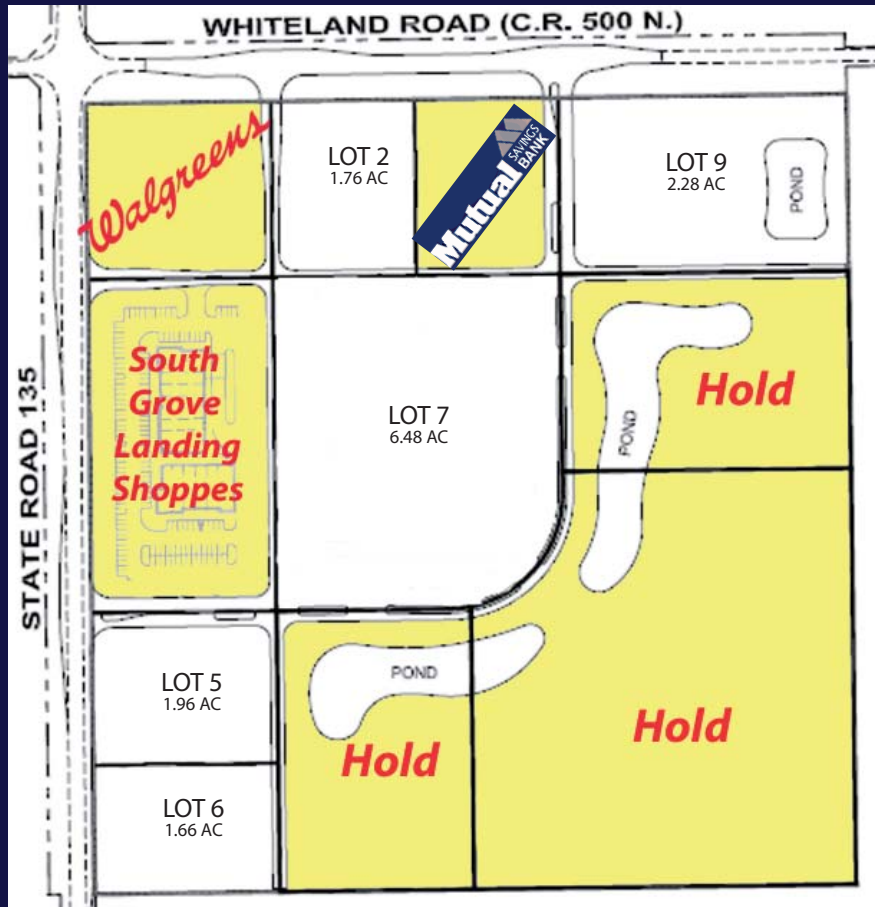 WHITELAND ROAD (C.R. 500 N.)
Walgreens
LOT 2
1.76 AC
Mutual
SAVINGS
BANK
LOT 9
2.28 AC
POND
STATE ROAD 135
South
Grove
Landing
Shoppes
LOT 7
6.48 AC
POND
Hold
LOT 5
1.96 AC
POND
Hold
Hold
LOT 6
1.66 AC